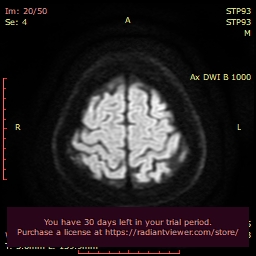 Im: 20/50
Se: 4
STP93
STP93
M
A
Ax DWI B 1000
R
L
You have 30 days left in your trial period.
Purchase a license at https://radiantviewer.com/store/